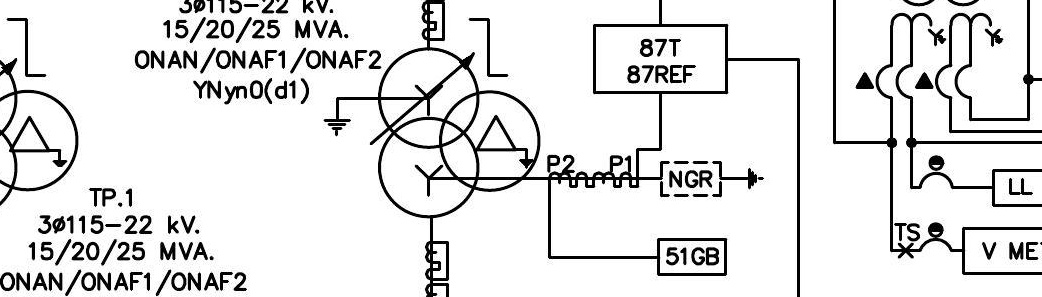 3ø115-22 kV.
15/20/25 MVA.
ONAN/ONAF1/ONAF2
YNyn0(d1)
87T
87REF
P2
P1
NGR
51GB
TP.1
3ø115-22 kV.
15/20/25 MVA.
ONAN/ONAF1/ONAF2
LL
TS
V ME